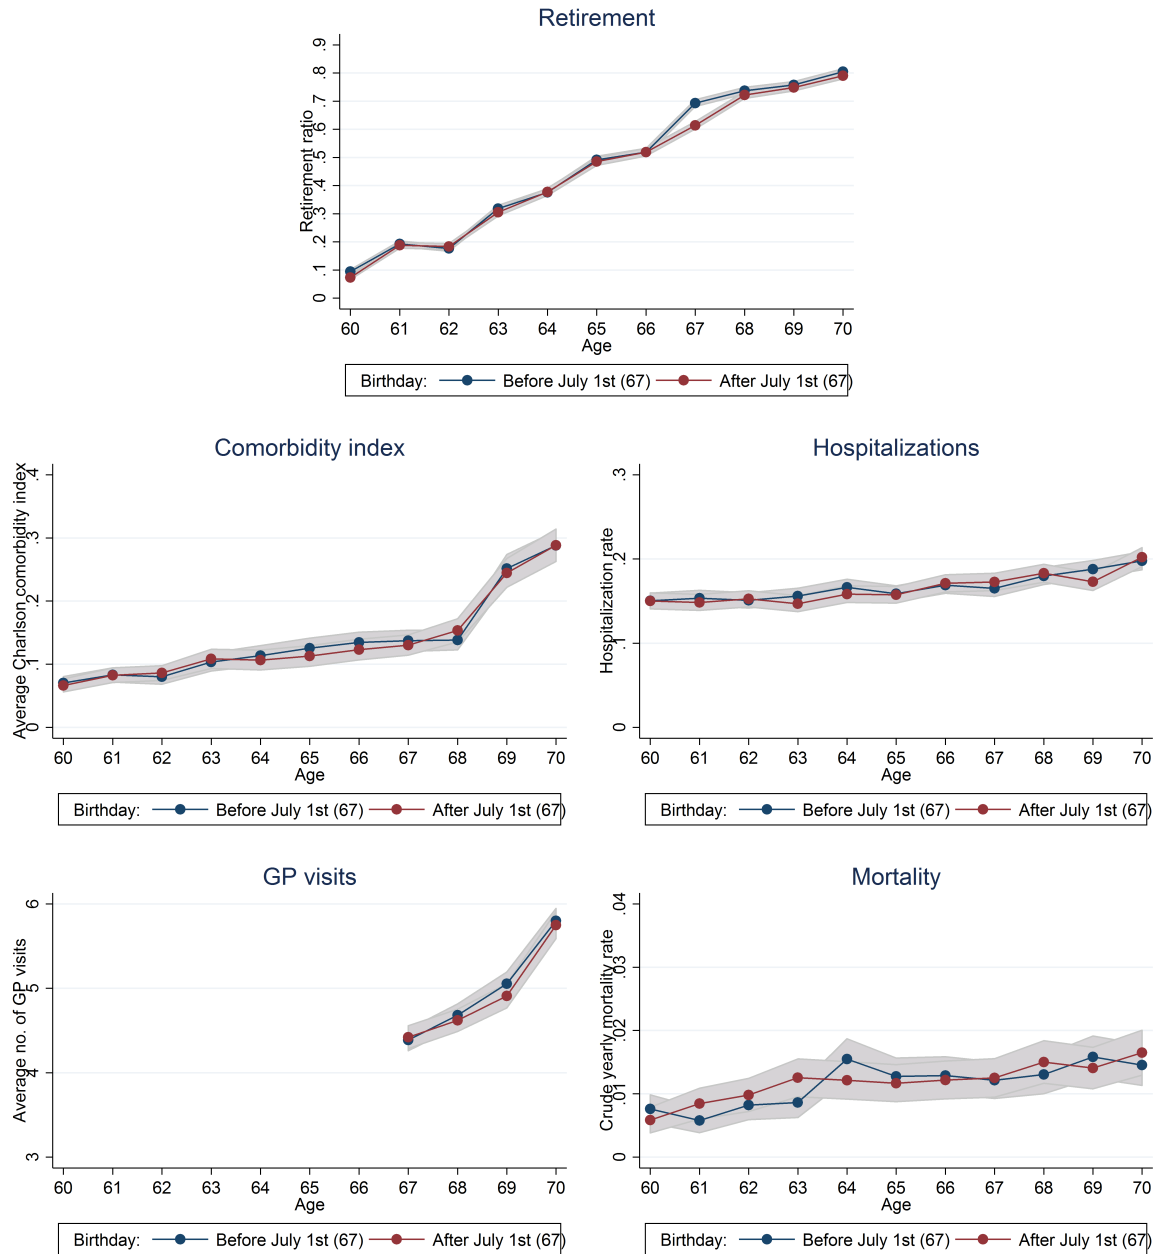 Retirement
Retirement ratio
.9
.8
.7
.6
.5
.4
.3
.2
.1
0
60 61 62 63 64 65 66 67 68 69 70
Age
Birthday: Before July 1st (67) After July 1st (67)
Comorbidity index
Average Charlson comorbidity index
.4
.3
.2
.1
0
60 61 62 63 64 65 66 67 68 69 70
Age
Birthday: Before July 1st (67) After July 1st (67)
Hospitalizations
Hospitalization rate
.3
.2
.1
0
60 61 62 63 64 65 66 67 68 69 70
Age
Birthday: Before July 1st (67) After July 1st (67)
GP visits
Average no. of GP visits
6
5
4
3
60 61 62 63 64 65 66 67 68 69 70
Age
Birthday: Before July 1st (67) After July 1st (67)
Mortality
Crude yearly mortality rate
.04
.03
.02
.01
0
60 61 62 63 64 65 66 67 68 69 70
Age
Birthday: Before July 1st (67) After July 1st (67)